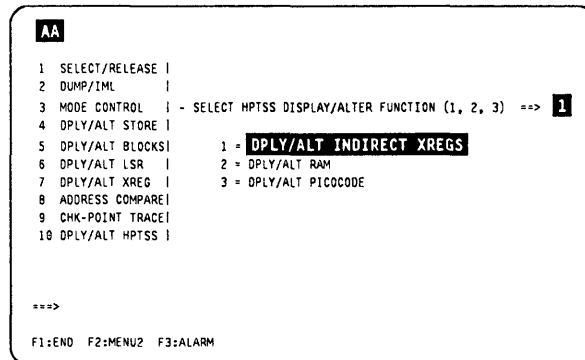 AA
1 SELECT/RELEASE |
2 DUMP/IML |
3 MODE CONTROL | - SELECT HPTSS DISPLAY/ALTER FUNCTION (1, 2, 3) ==> 1
4 DPLY/ALT STORE |
5 DPLY/ALT BLOCKS| 1 = DPLY/ALT INDIRECT XREGS
6 DPLY/ALT LSR | 2 = DPLY/ALT RAM
7 DPLY/ALT XREG | 3 = DPLY/ALT PICOCODE
8 ADDRESS COMPARE|
9 CHK-POINT TRACE|
10 DPLY/ALT HPTSS |
===>
F1:END F2:MENU2 F3:ALARM